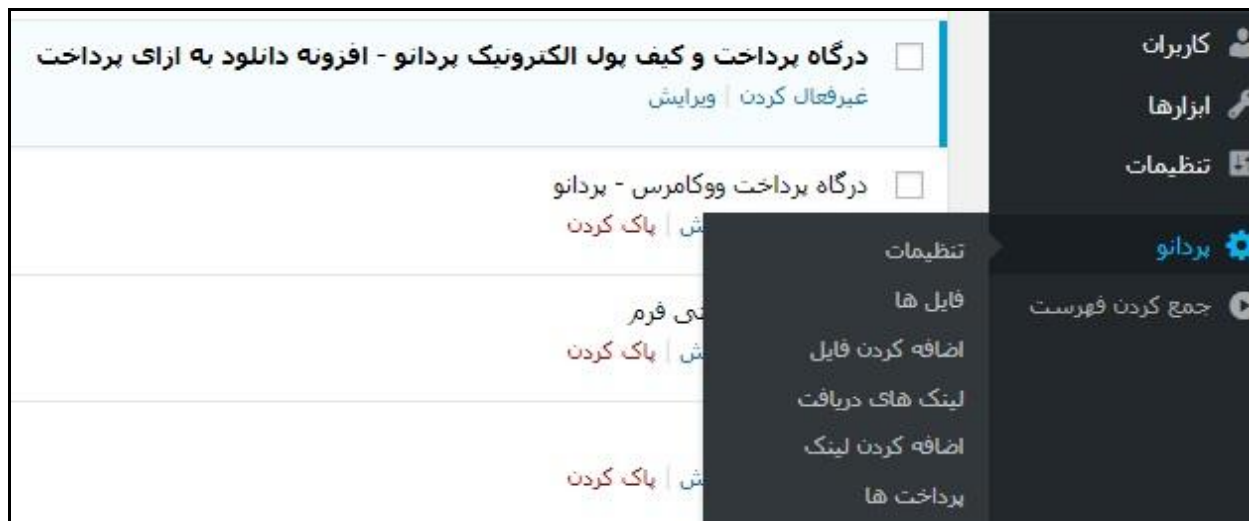 کاربران
ابزارها
تنظیمات
پردانو
جمع کردن فهرست
تنظیمات
فایل ها
اضافه کردن فایل
لینک های دریافت
اضافه کردن لینک
پرداخت ها
درگاه پرداخت و کیف پول الکترونیک پردانو - افزونه دانلود به ازای پرداخت
غیرفعال کردن | ویرایش
درگاه پرداخت ووکامرس - پردانو
| پاک کردن
فرم
| پاک کردن
| پاک کردن